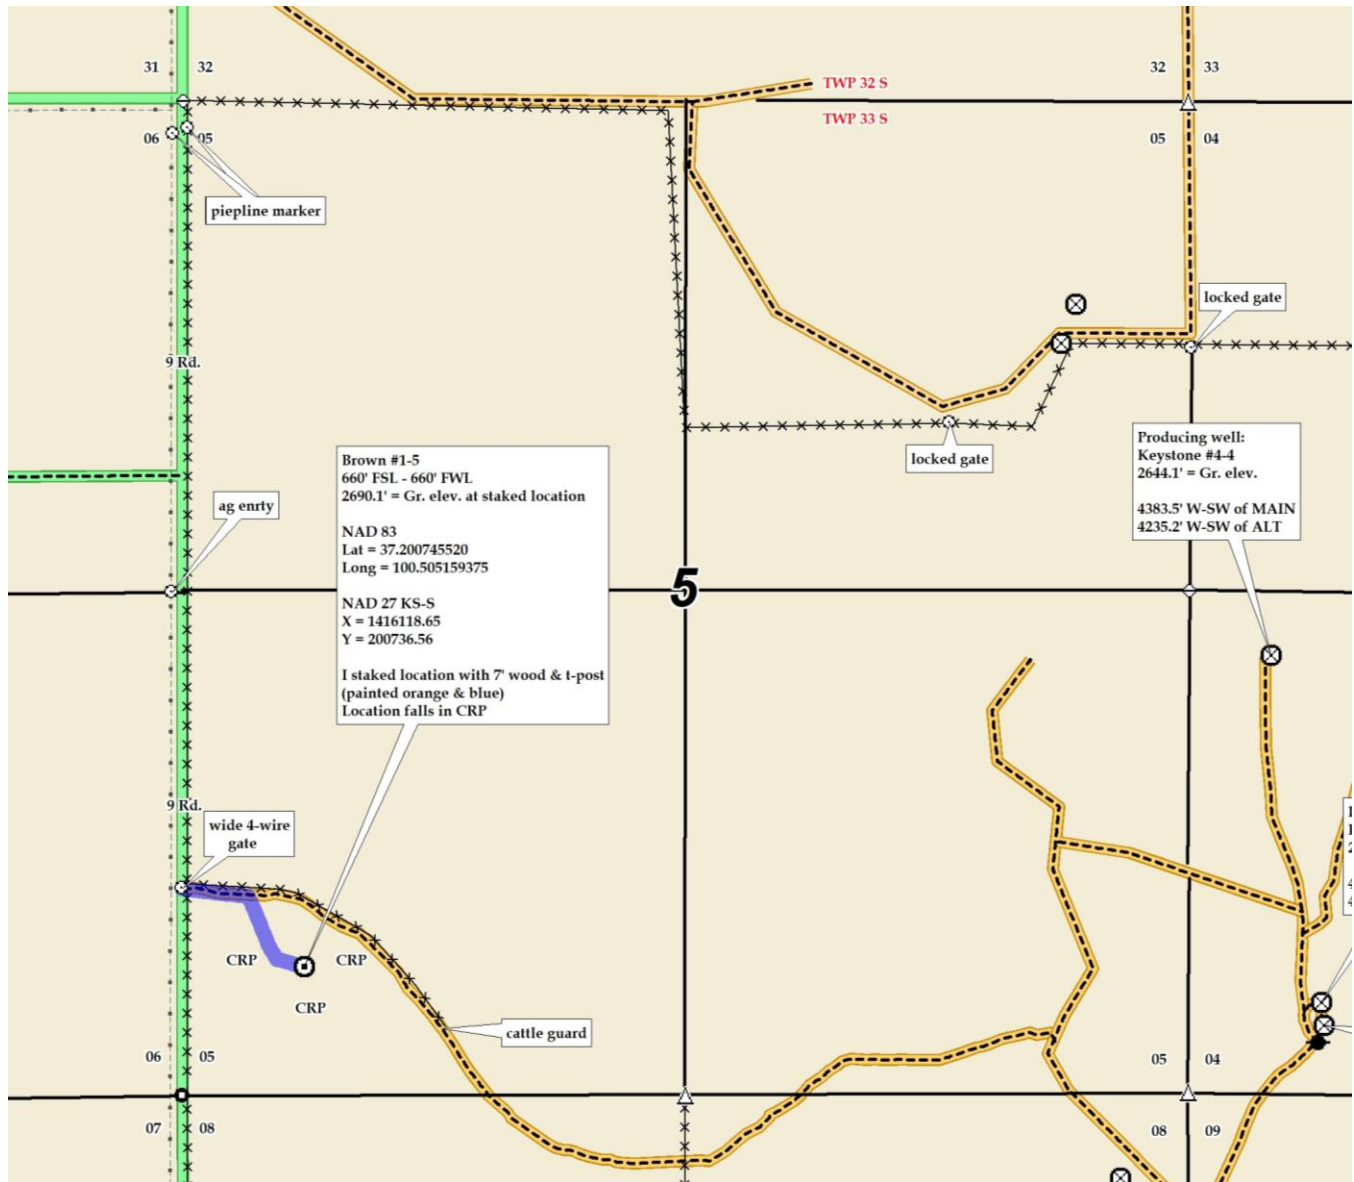 31
32
32
33
TWP 32 S
TWP 33 S
06
05
05
04
piepline marker
locked gate
9 Rd.
locked gate
Producing well:
Keystone #4-4
2644.1' = Gr. elev.
4383.5' W-SW of MAIN
4235.2' W-SW of ALT
Brown #1-5
660' FSL - 660' FWL
2690.1' = Gr. elev. at staked location
NAD 83
Lat = 37.200745520
Long = 100.505159375
NAD 27 KS-S
X = 1416118.65
Y = 200736.56
I staked location with 7' wood & t-post
(painted orange & blue)
Location falls in CRP
ag enrty
5
9 Rd.
wide 4-wire
gate
2
4
4
CRP
CRP
CRP
cattle guard
06
05
05
04
07
08
08
09